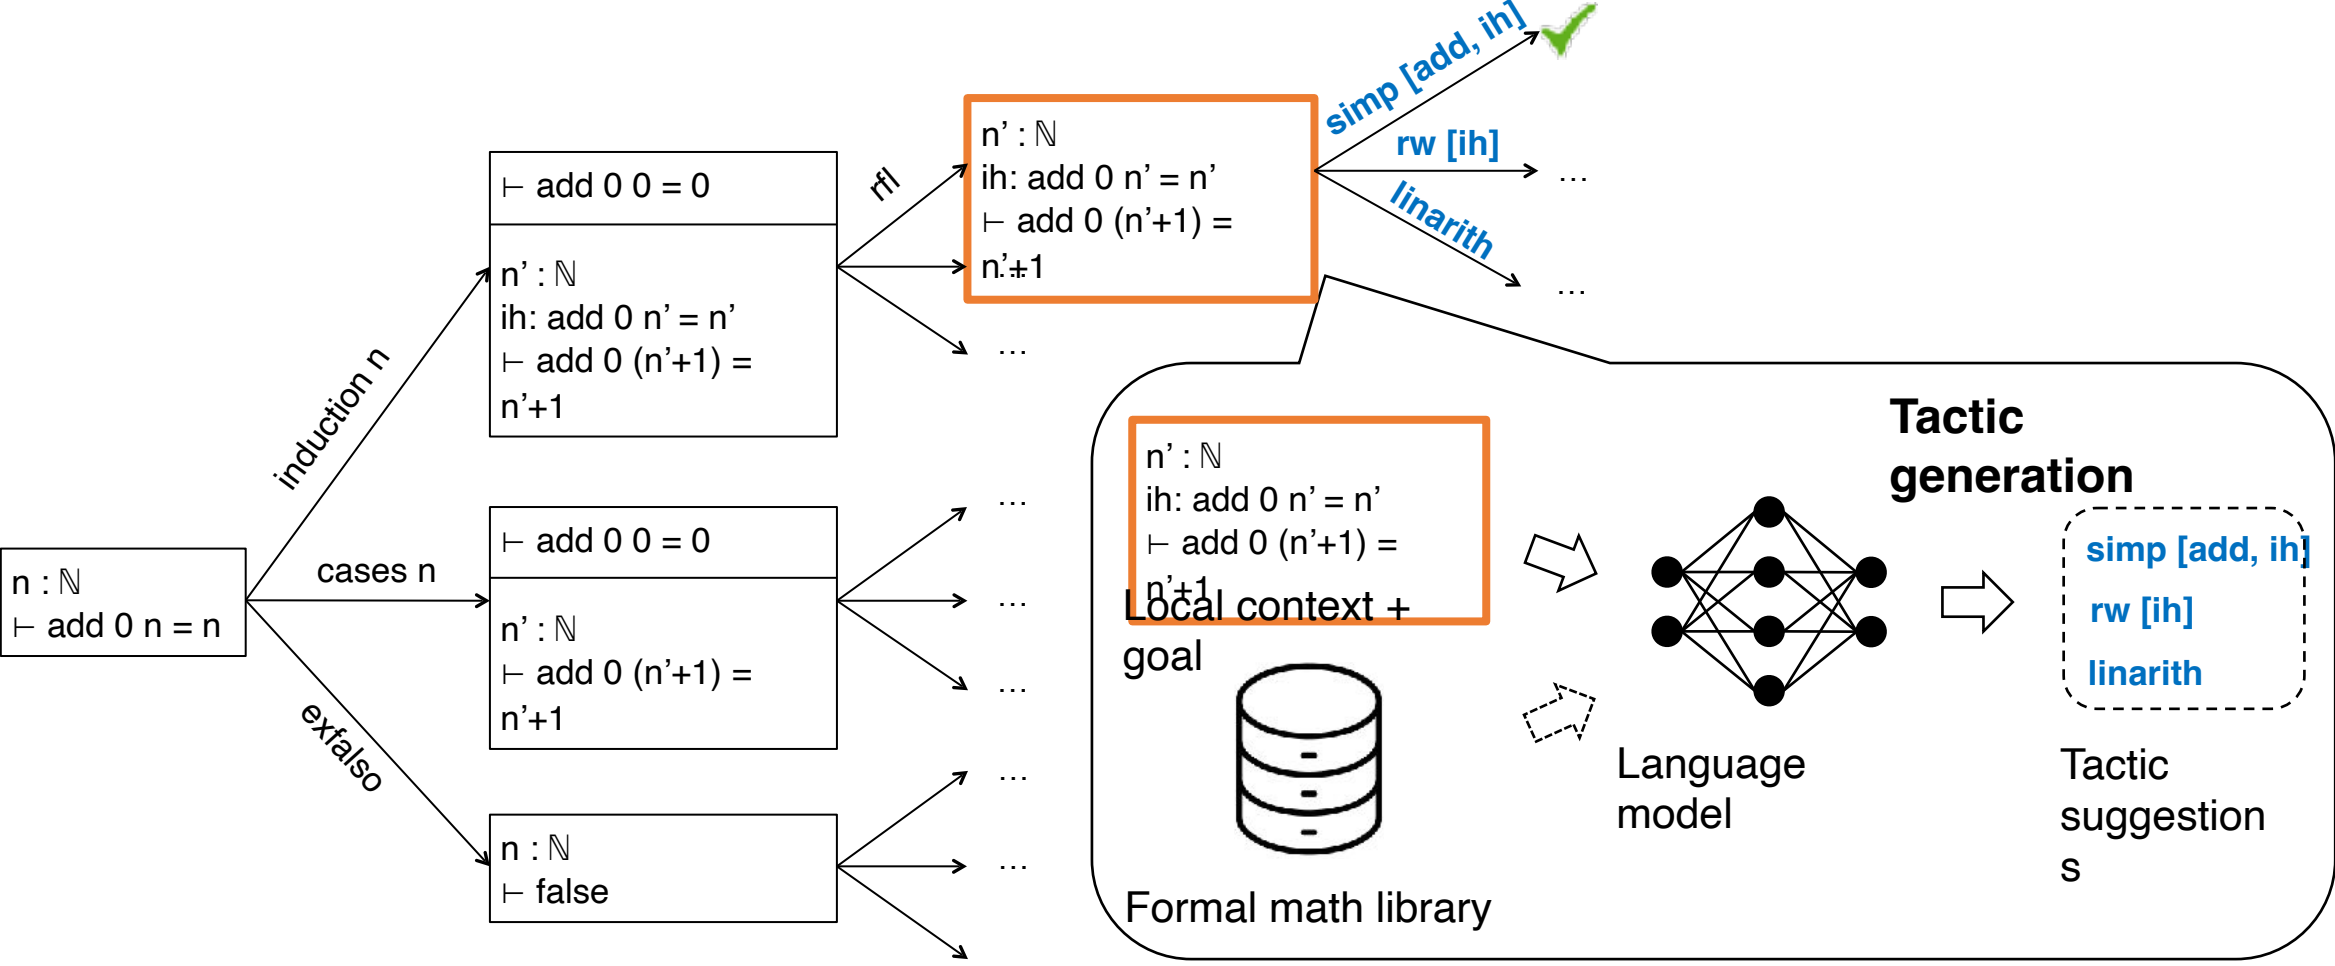 n : ℕ
⊢ add 0 n = n
induction n
cases n
exfalso
⊢ add 0 0 = 0
n’ : ℕ
ih: add 0 n’ = n’
⊢ add 0 (n’+1) =
n’+1
⊢ add 0 0 = 0
n’ : ℕ
⊢ add 0 (n’+1) =
n’+1
n : ℕ
⊢ false
rfl
n’ : ℕ
ih: add 0 n’ = n’
⊢ add 0 (n’+1) =
n’+1
...
...
...
...
...
...
...
simp [add, ih]
rw [ih]
...
linarith
...
Tactic
generation
n’ : ℕ
ih: add 0 n’ = n’
⊢ add 0 (n’+1) =
n’+1
Local context +
goal
Formal math library
Language
model
simp [add, ih]
rw [ih]
linarith
Tactic
suggestion
s